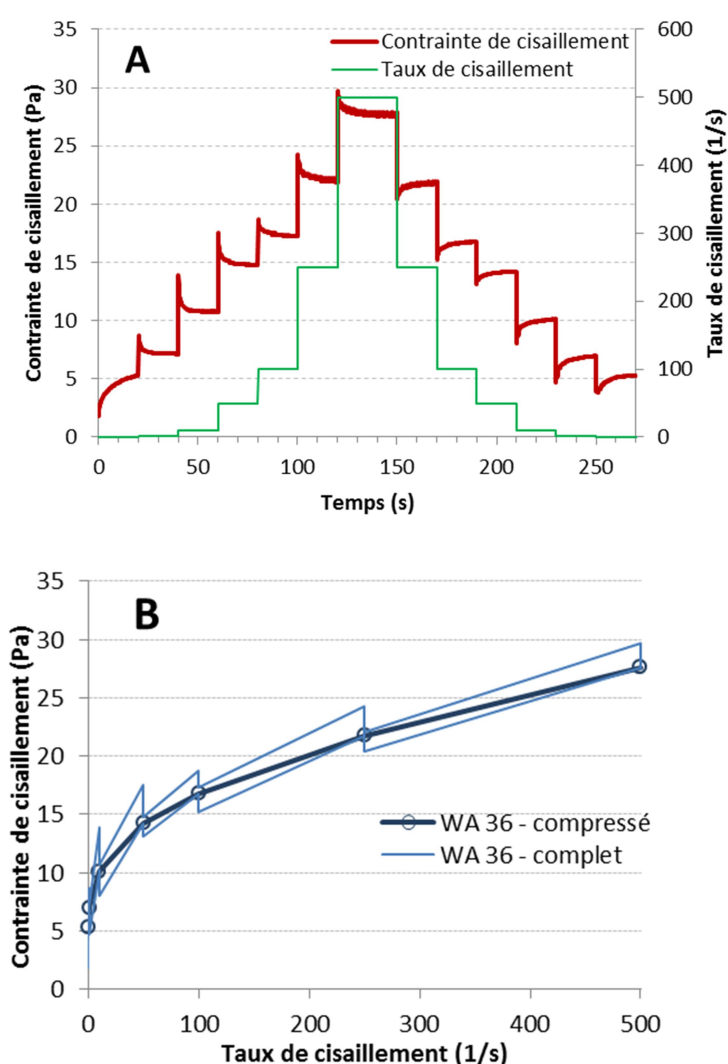 A
Contrainte de cisaillement
Taux de cisaillement
Contrainte de cisaillement (Pa)
35
30
25
20
15
10
5
0
Taux de cisaillement (1/s)
600
500
400
300
200
100
0
0 50 100 150 200 250
Temps (s)
B
Contrainte de cisaillement (Pa)
35
30
25
20
15
10
5
0
WA 36 - compressé
WA 36 - complet
0 100 200 300 400 500
Taux de cisaillement (1/s)